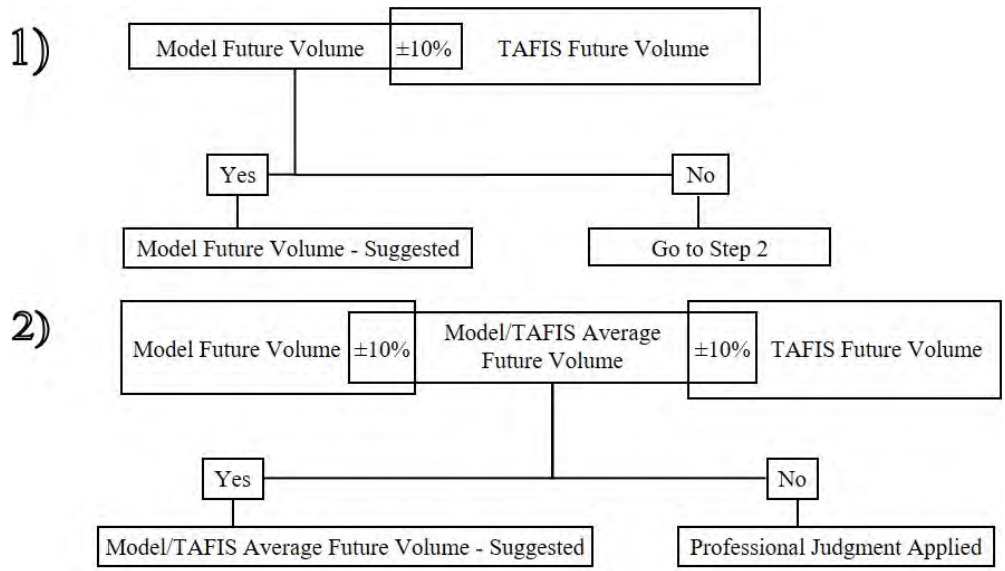 1)
Model Future Volume
±10%
TAFIS Future Volume
Yes
No
Model Future Volume - Suggested
Go to Step 2
2)
Model Future Volume
±10%
Model/TAFIS Average
Future Volume
±10%
TAFIS Future Volume
Yes
No
Model/TAFIS Average Future Volume - Suggested
Professional Judgment Applied